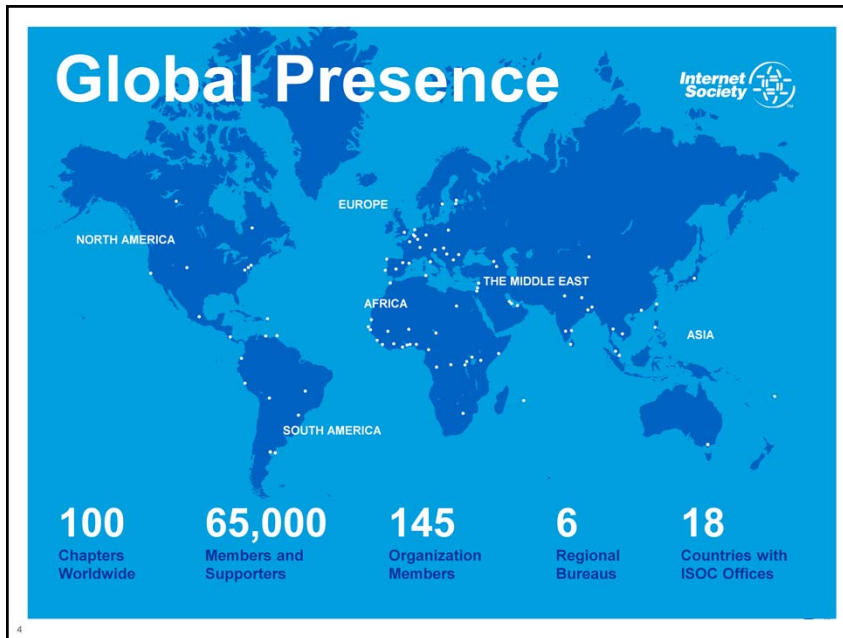 Global Presence
Internet
Society
TM
EUROPE
NORTH AMERICA
THE MIDDLE EAST
AFRICA
ASIA
SOUTH AMERICA
100
Chapters
Worldwide
65,000
Members and
Supporters
145
Organization
Members
6
Regional
Bureaus
18
Countries with
ISOC Offices
4